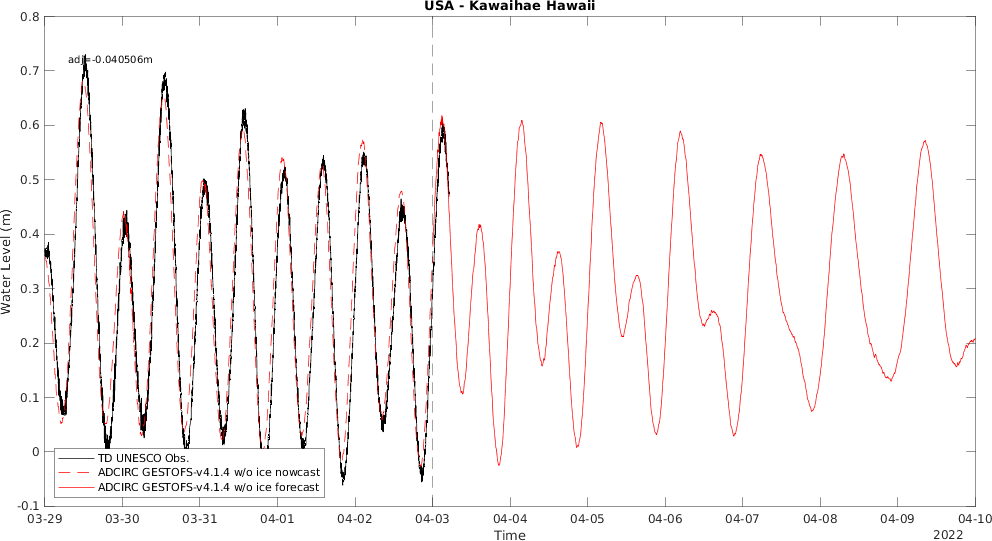 USA - Kawaihae Hawaii
adj=-0.040506m
Water Level (m)
0.8
0.7
0.6
0.5
0.4
0.3
0.2
0.1
0
-0.1
TD UNESCO Obs.
ADCIRC GESTOFS-v4.1.4 w/o ice nowcast
ADCIRC GESTOFS-v4.1.4 w/o ice forecast
03-29 03-30 03-31 04-01 04-02 04-03 04-04 04-05 04-06 04-07 04-08 04-09 04-10
Time
2022